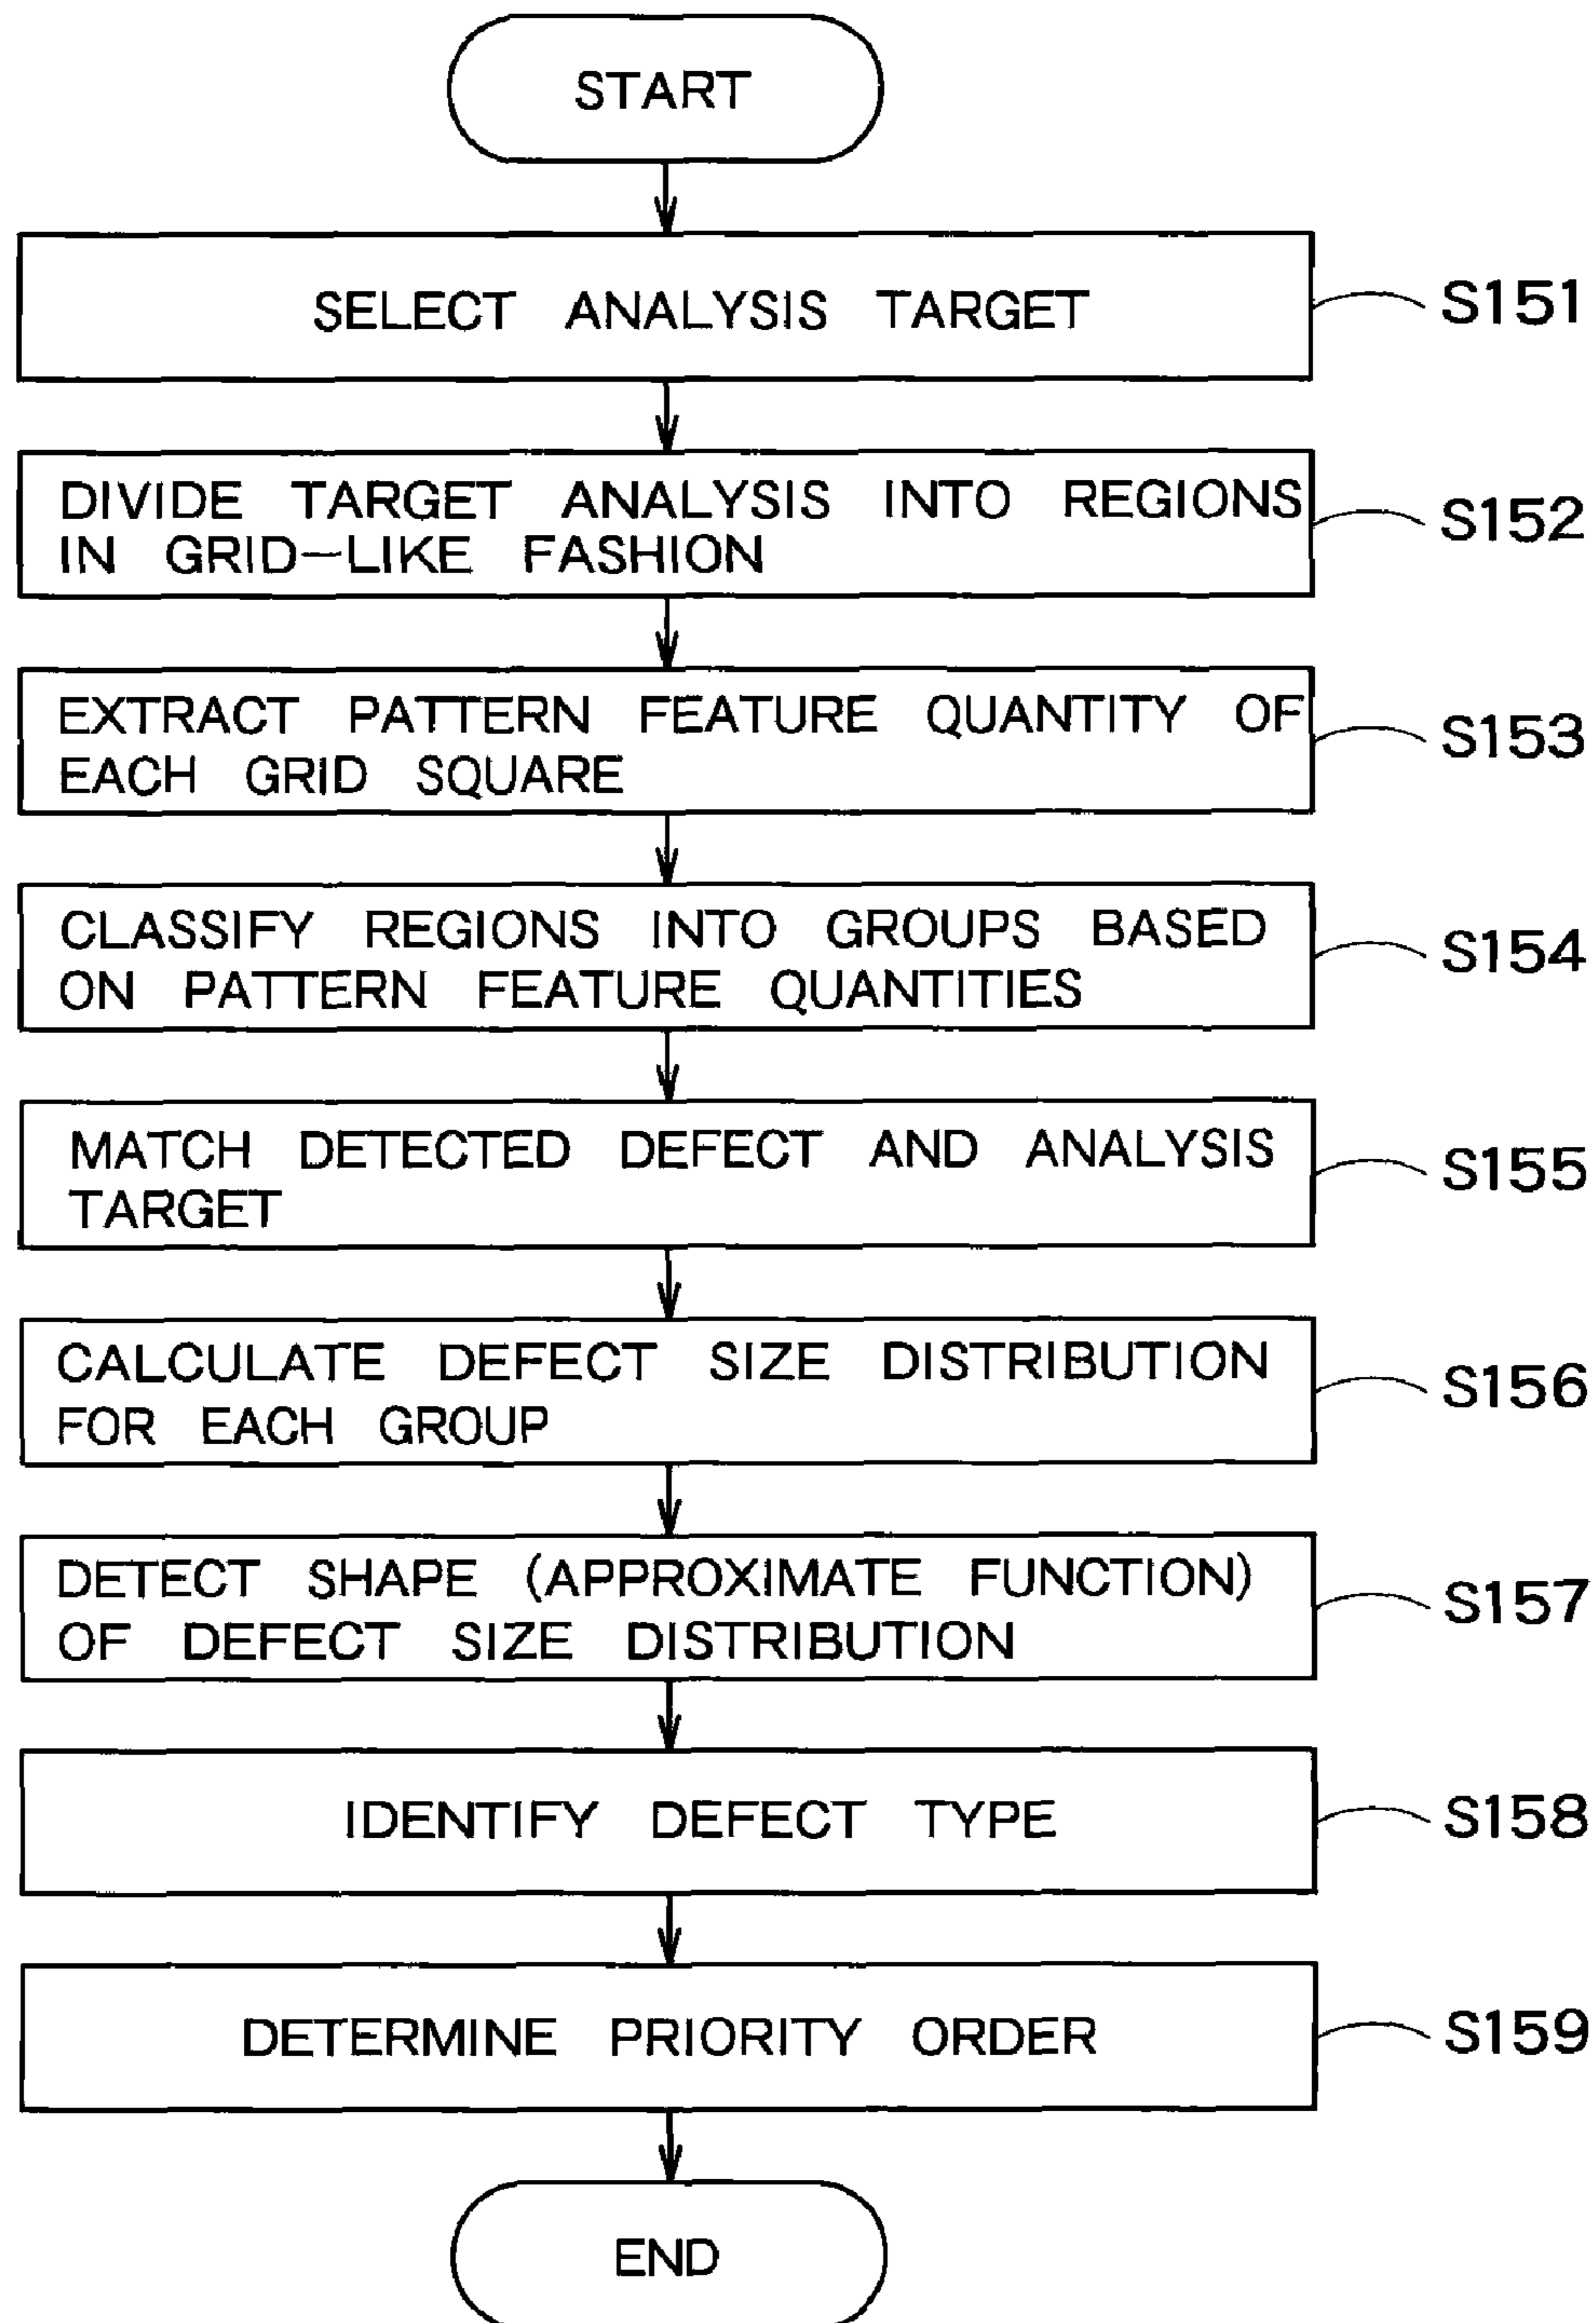 START
SELECT ANALYSIS TARGET
S151
DIVIDE TARGET ANALYSIS INTO REGIONS
IN GRID-LIKE FASHION
S152
EXTRACT PATTERN FEATURE QUANTITY OF
EACH GRID SQUARE
S153
CLASSIFY REGIONS INTO GROUPS BASED
ON PATTERN FEATURE QUANTITIES
S154
MATCH DETECTED DEFECT AND ANALYSIS
TARGET
S155
CALCULATE DEFECT SIZE DISTRIBUTION
FOR EACH GROUP
S156
DETECT SHAPE (APPROXIMATE FUNCTION)
OF DEFECT SIZE DISTRIBUTION
S157
IDENTIFY DEFECT TYPE
S158
DETERMINE PRIORITY ORDER
S159
END